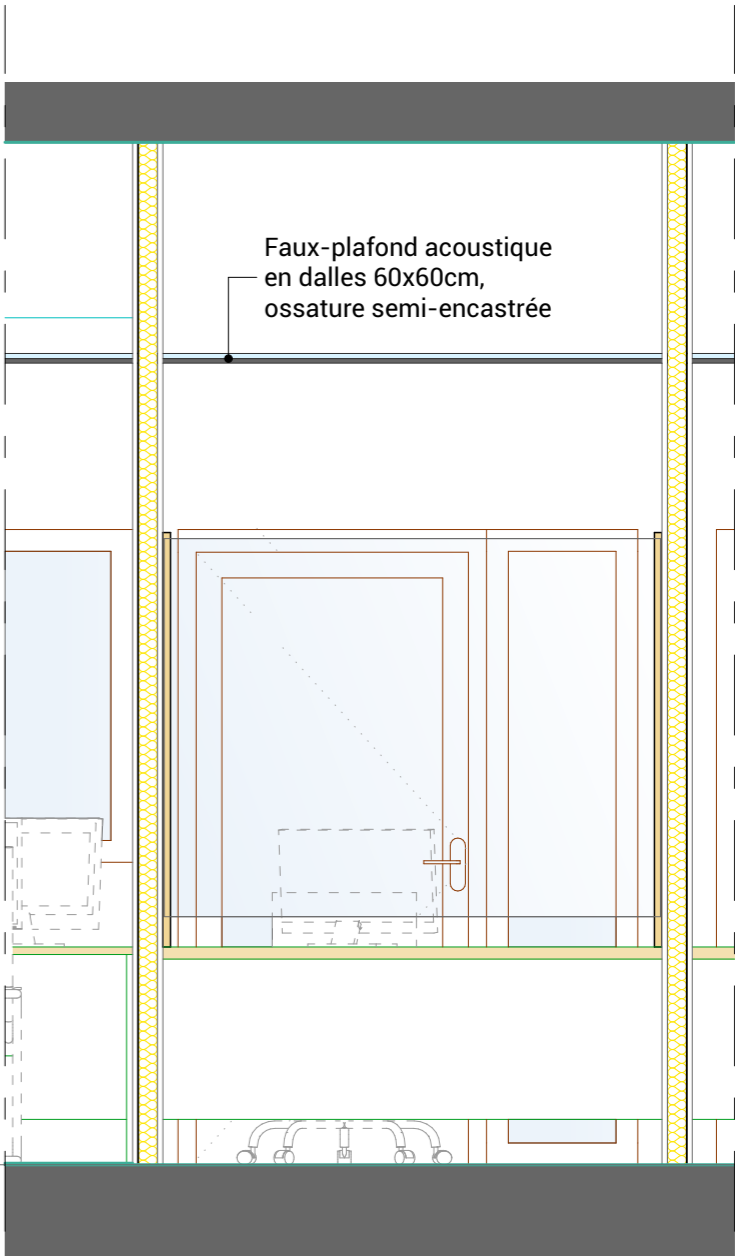 Faux-plafond acoustique
en dalles 60x60cm,
ossature semi-encastrée